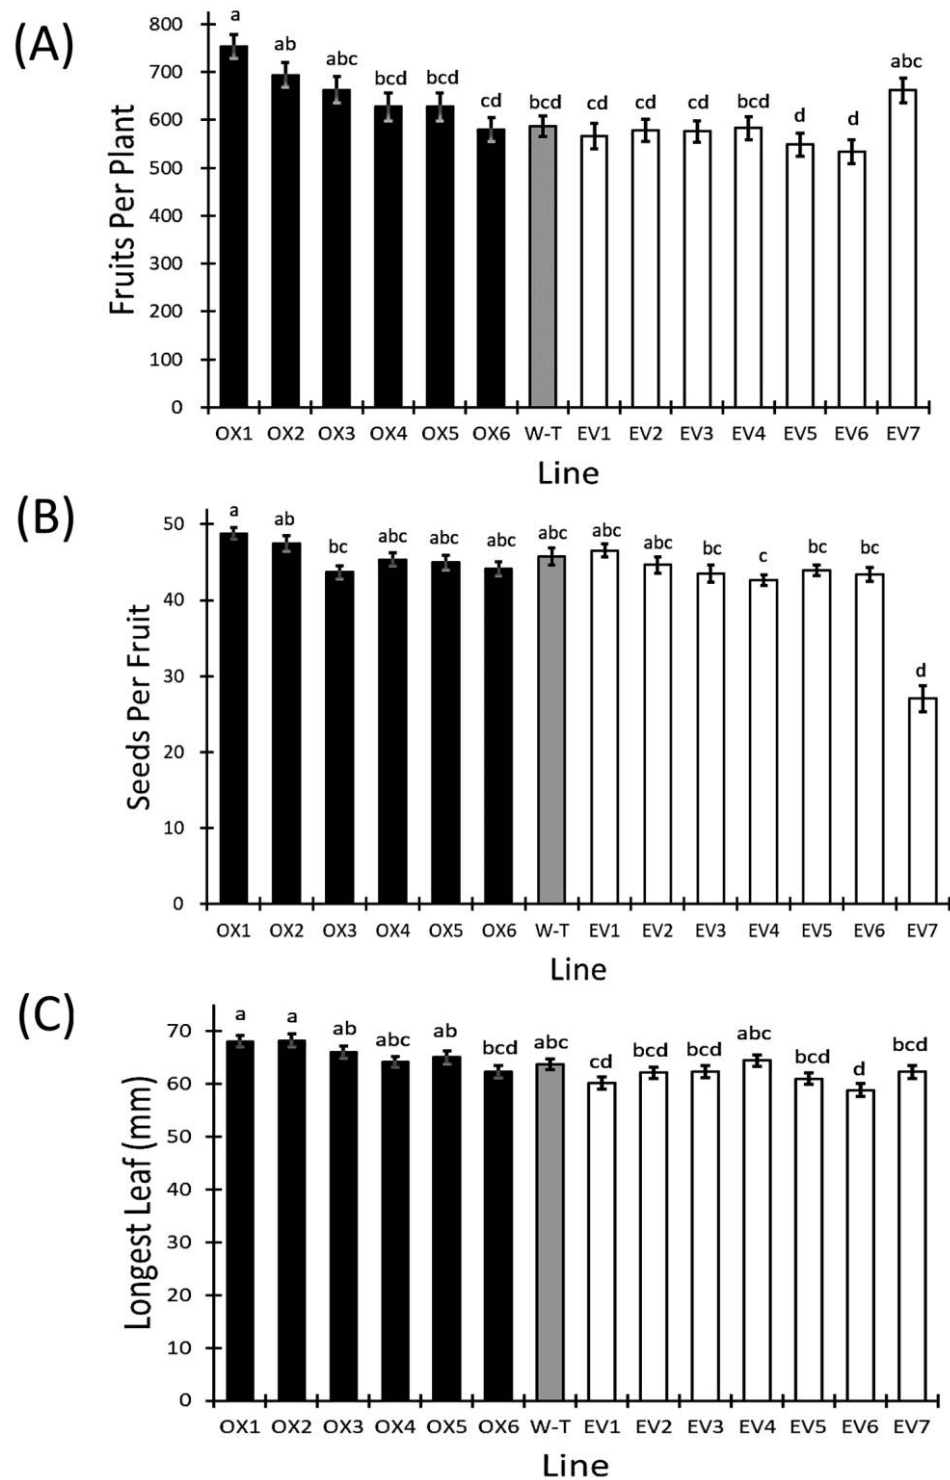 (A)
Fruits Per Plant
800
700
600
500
400
300
200
100
0
a
ab
abc
bcd
bcd
cd
bcd
cd
cd
cd
bcd
d
d
abc
OX1 OX2 OX3 OX4 OX5 OX6 W-T EV1 EV2 EV3 EV4 EV5 EV6 EV7
Line
(B)
Seeds Per Fruit
50
40
30
20
10
0
a
ab
bc
abc
abc
abc
abc
abc
abc
bc
c
bc
bc
d
OX1 OX2 OX3 OX4 OX5 OX6 W-T EV1 EV2 EV3 EV4 EV5 EV6 EV7
Line
(C)
Longest Leaf (mm)
70
60
50
40
30
20
10
0
a
a
ab
abc
ab
bcd
abc
cd
bcd
bcd
abc
bcd
d
bcd
OX1 OX2 OX3 OX4 OX5 OX6 W-T EV1 EV2 EV3 EV4 EV5 EV6 EV7
Line